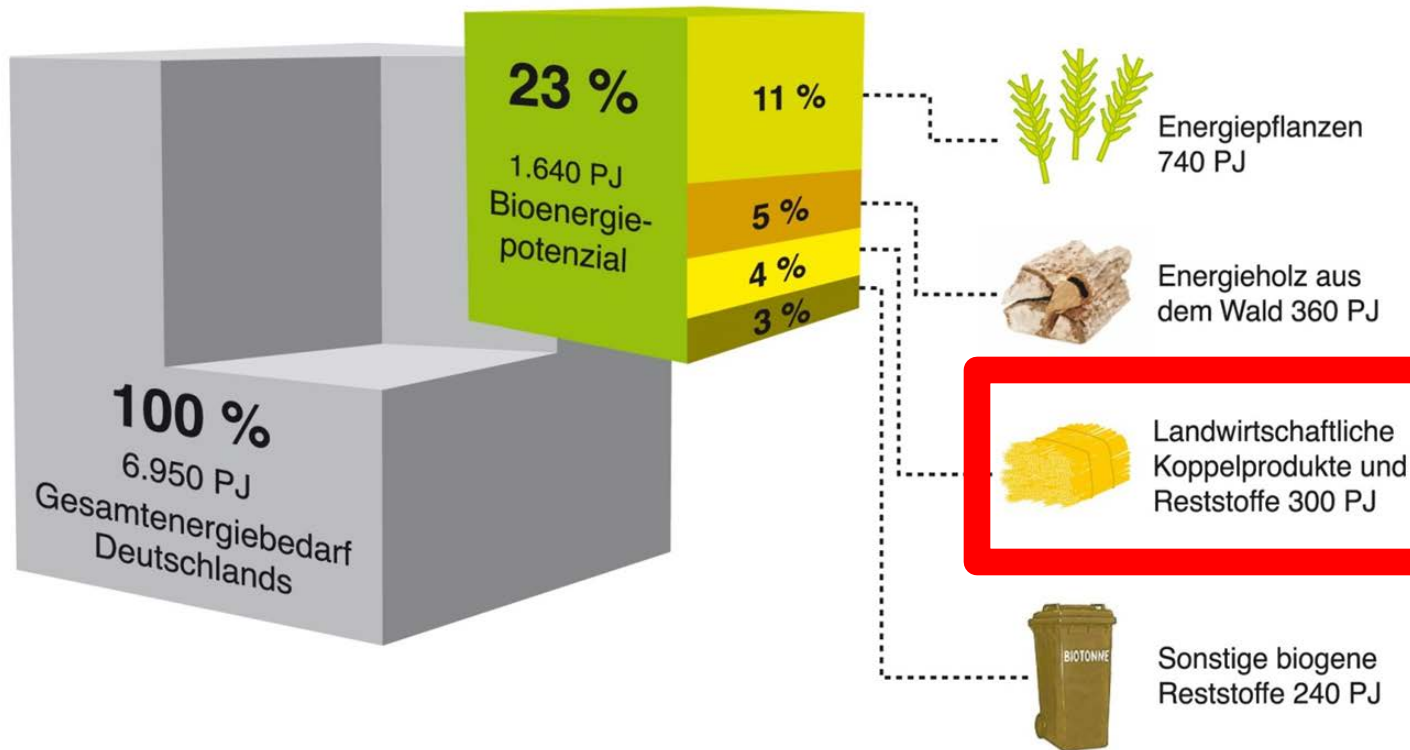 23 %
1.640 PJ
Bioenergie-
potenzial
11 %
5 %
4 %
3 %
100 %
6.950 PJ
Gesamtenergiebedarf
Deutschlands
Energiepflanzen
740 PJ
Energieholz aus
dem Wald 360 PJ
Landwirtschaftliche
Koppelprodukte und
Reststoffe 300 PJ
BIOTONNE
Sonstige biogene
Reststoffe 240 PJ